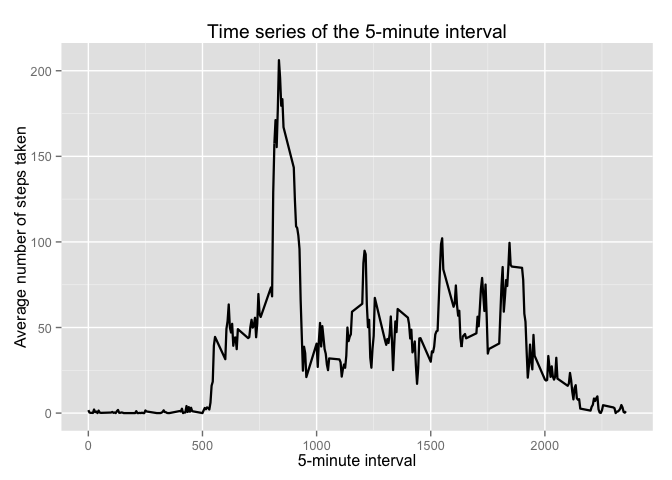 Time series of the 5-minute interval
Average number of steps taken
200
150
100
50
0
0 500 1000 1500 2000
5-minute interval